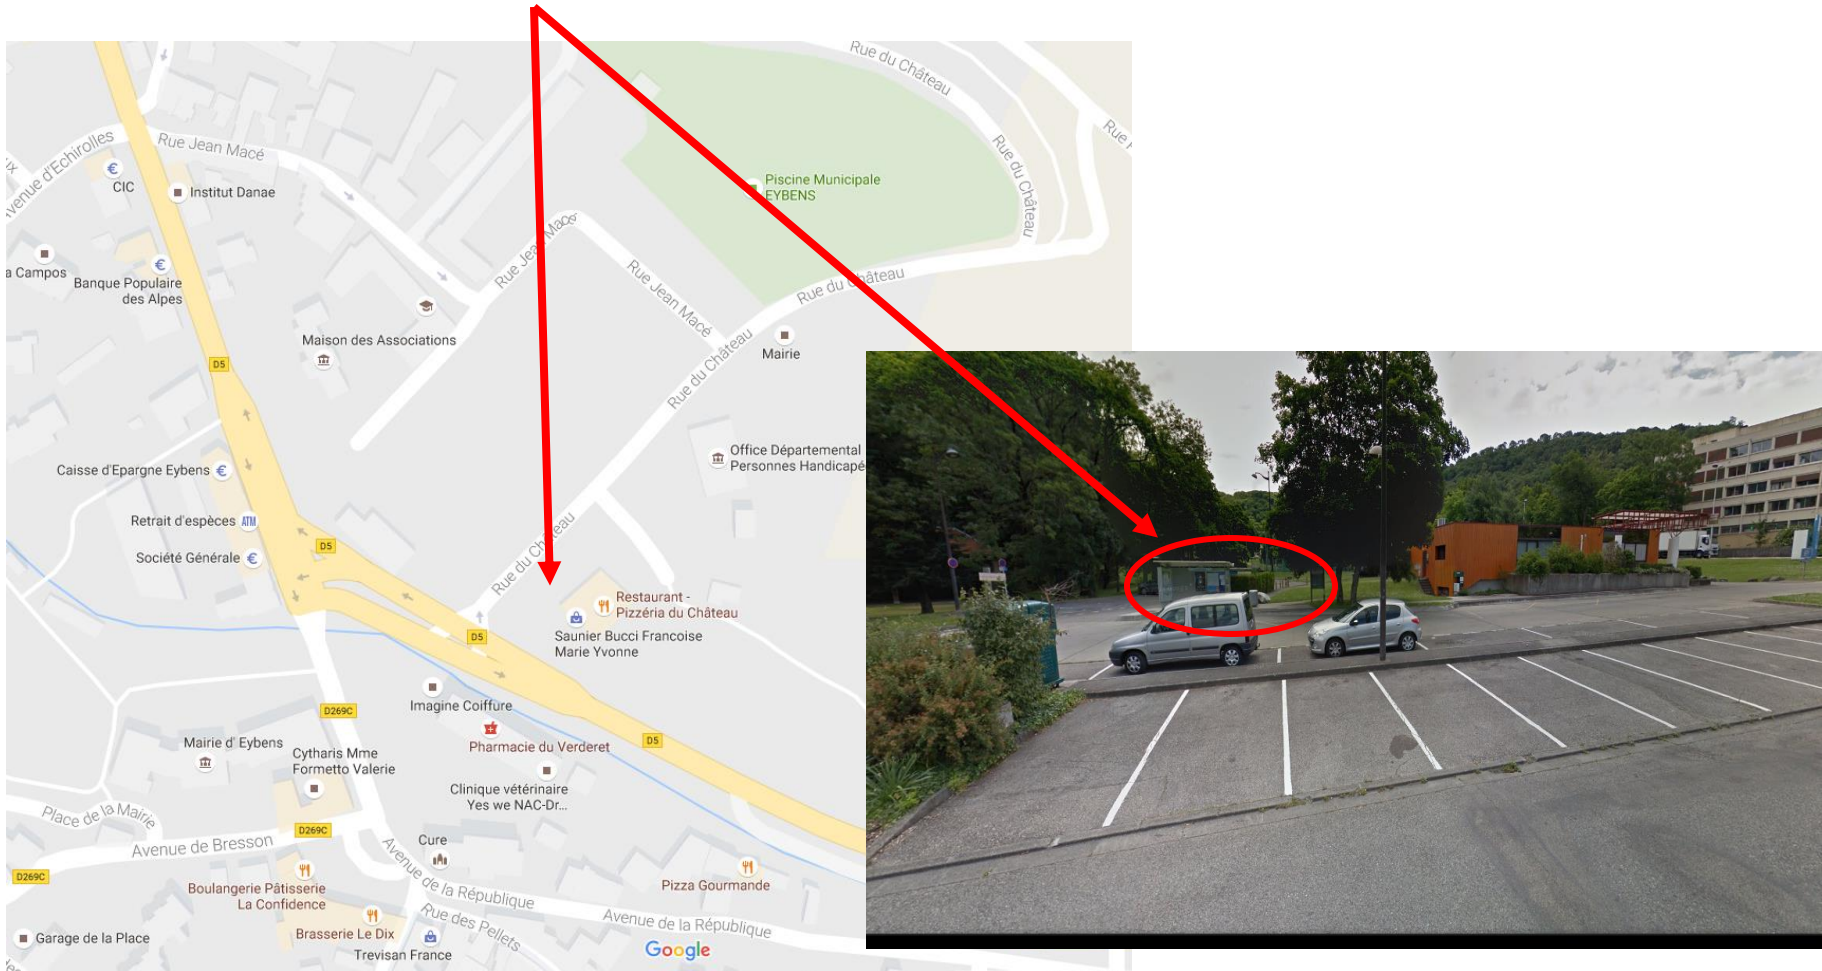 Rue du Château
Rue du Château
Rue
Avenue d'Echirolles
Rue Jean Macé
CIC
Institut Danae
Piscine Municipale
EYBENS
Rue du Château
a Campos
Banque Populaire
des Alpes
Rue Jean Macé
Rue Jean Macé
Rue du Château
Maison des Associations
Mairie
D5
Rue du Château
Office Départemental
Personnes Handicapé
Caisse d'Epargne Eybens
Retrait d'espèces
ATM
Société Générale
D5
Rue du Château
Restaurant -
Pizzéria du Château
Saunier Bucci Francoise
Marie Yvonne
D5
Imagine Coiffure
D269C
Pharmacie du Verderet
D5
Mairie d' Eybens
Cytharis Mme
Formetto Valerie
Clinique vétérinaire
Yes we NAC-Dr...
Place de la Mairie
D269C
Avenue de Bresson
Cure
D269C
Boulangerie Pâtisserie
La Confidence
Avenue de la République
Pizza Gourmande
Rue des Pellets
Avenue de la République
Brasserie Le Dix
Garage de la Place
Trevisan France
Google